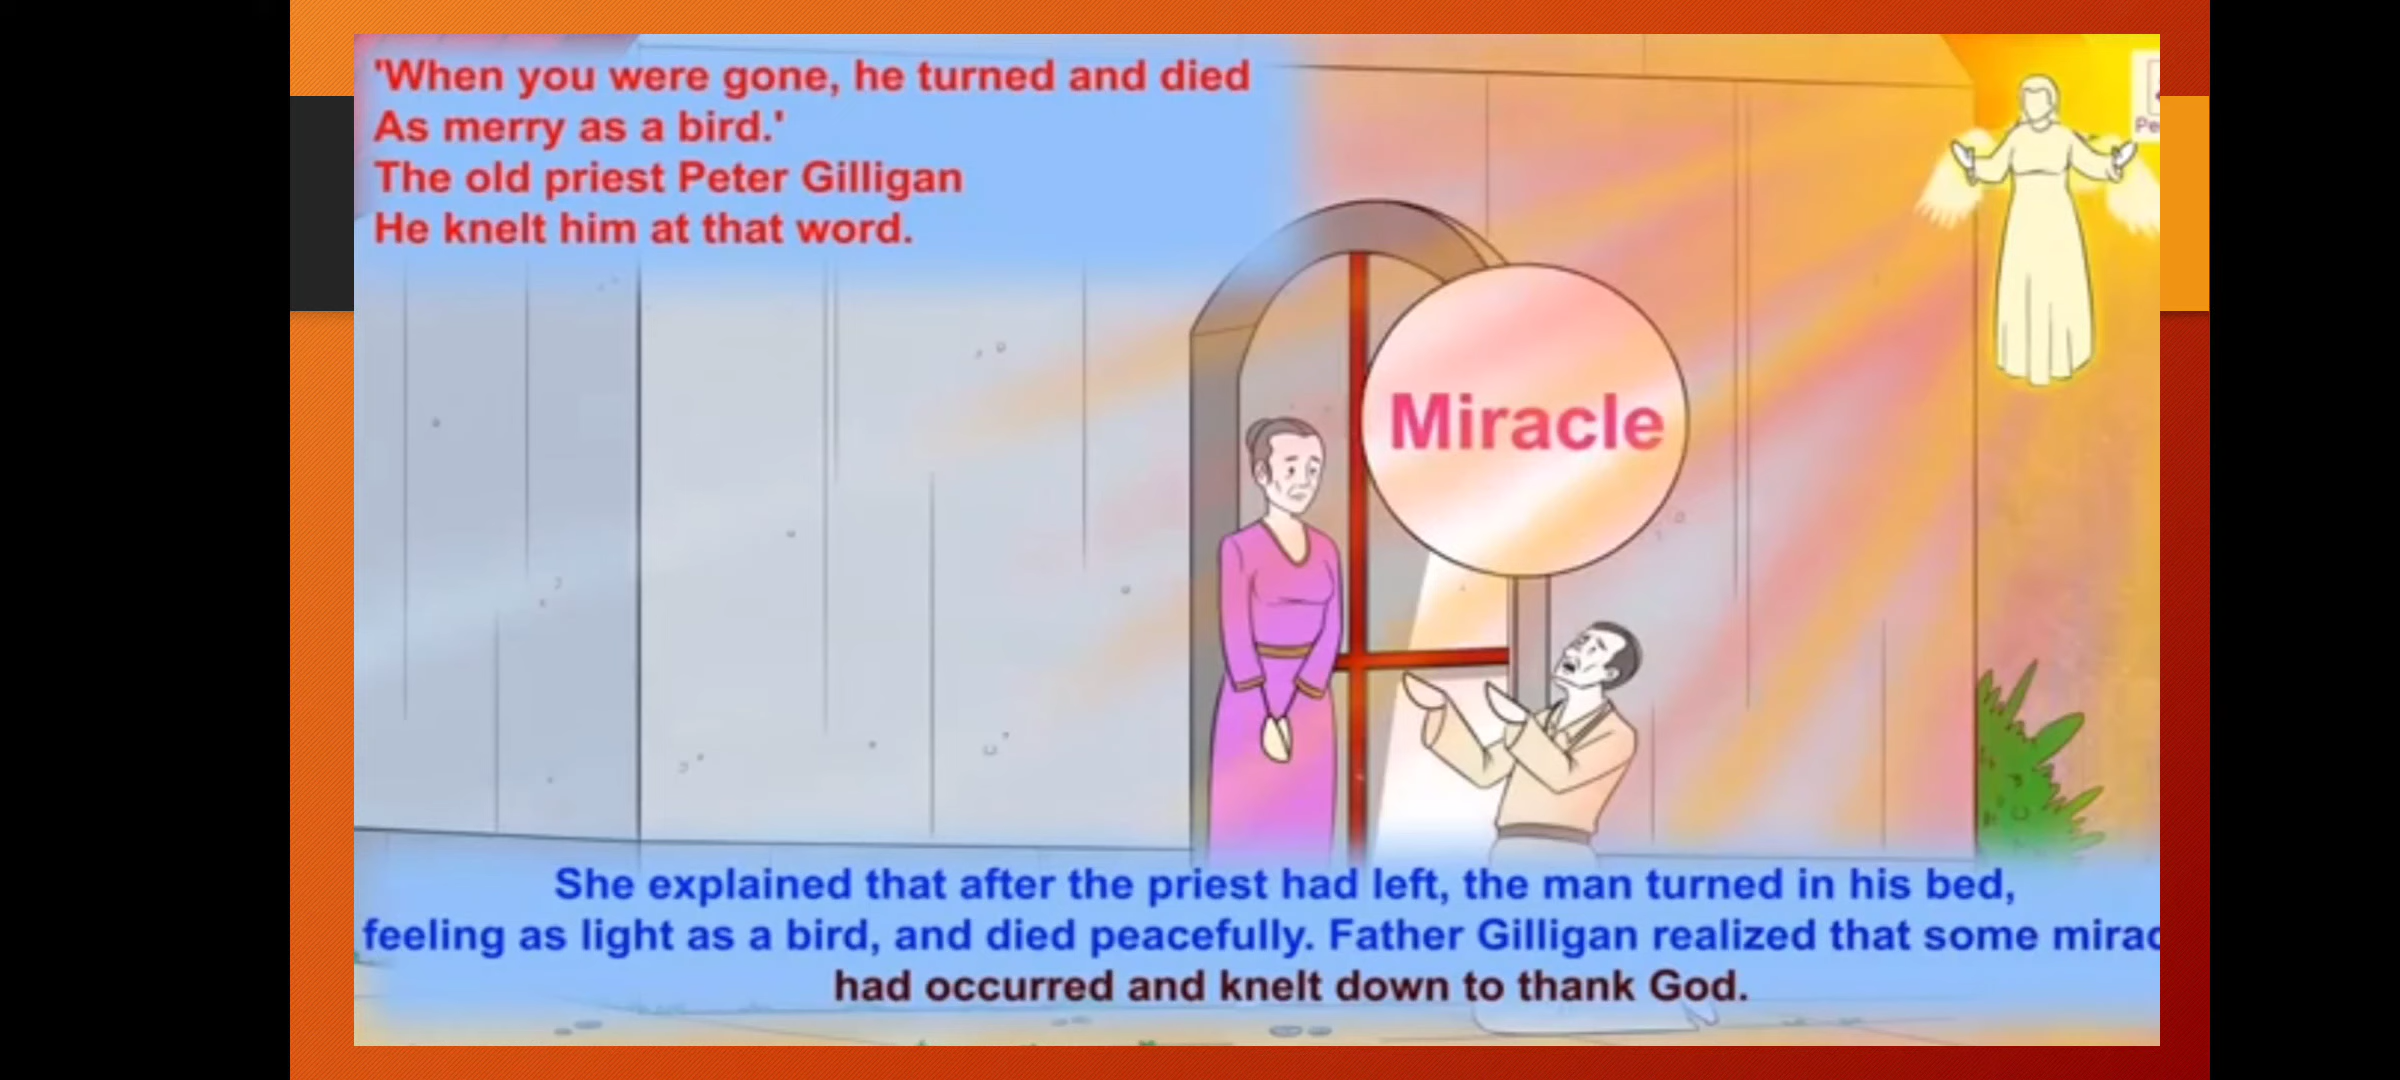 'When you were gone, he turned and died
As merry as a bird.'
The old priest Peter Gilligan
He knelt him at that word.
Miracle
She explained that after the priest had left, the man turned in his bed,
feeling as light as a bird, and died peacefully. Father Gilligan realized that some
had occurred and knelt down to thank God.